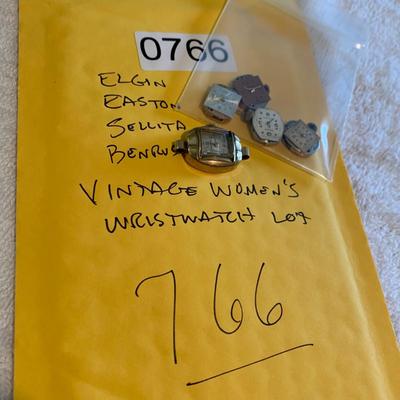 0766
ELGIN
EASTON
SELLITA
BENRUS
VINTAGE WOMEN'S
WRISTWATCH LOT
766